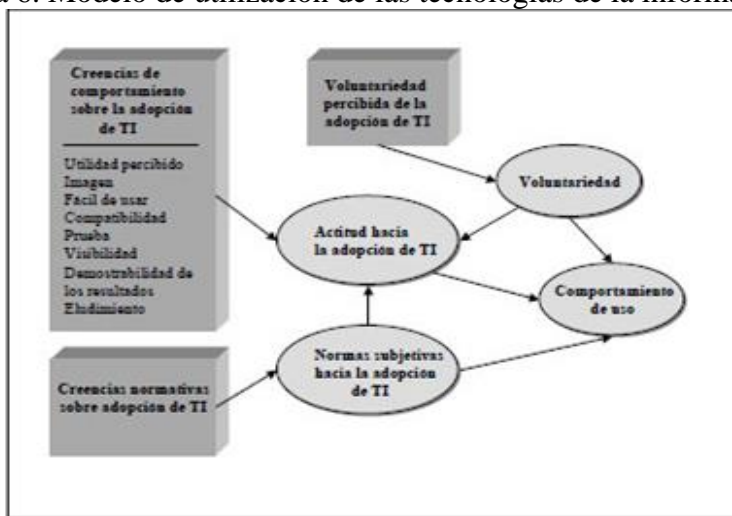 6. Modelo de utilización de las tecnologías de la informa
Creencias de
comportamiento
sobre la adopción
de TI
Utilidad percibido
Imagen
Facil de usar
Compatibilidad
Prueba
Visibilidad
Demostrabilidad de
los resultados
Eludimiento
Voluntariedad
percibida de la
adopción de TI
Voluntariedad
Actitud hacia
la adopción de TI
Comportamiento
de uso
Normas subjetivas
hacia la adopción
de TI
Creencias normativas
sobre adopción de TI